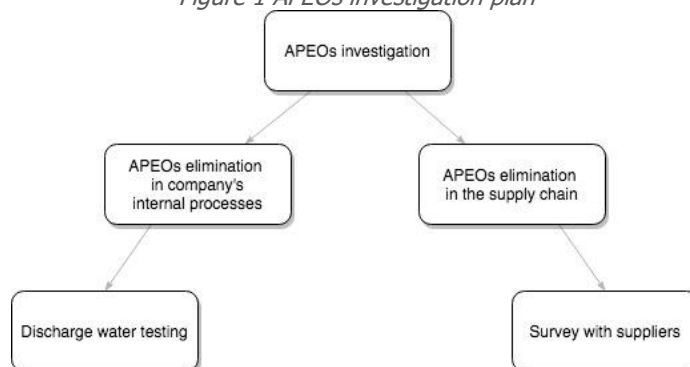 Figure 1 APEOs investigation plan
APEOs investigation
APEOs elimination
in company's
internal processes
APEOs elimination
in the supply chain
Discharge water testing
Survey with suppliers